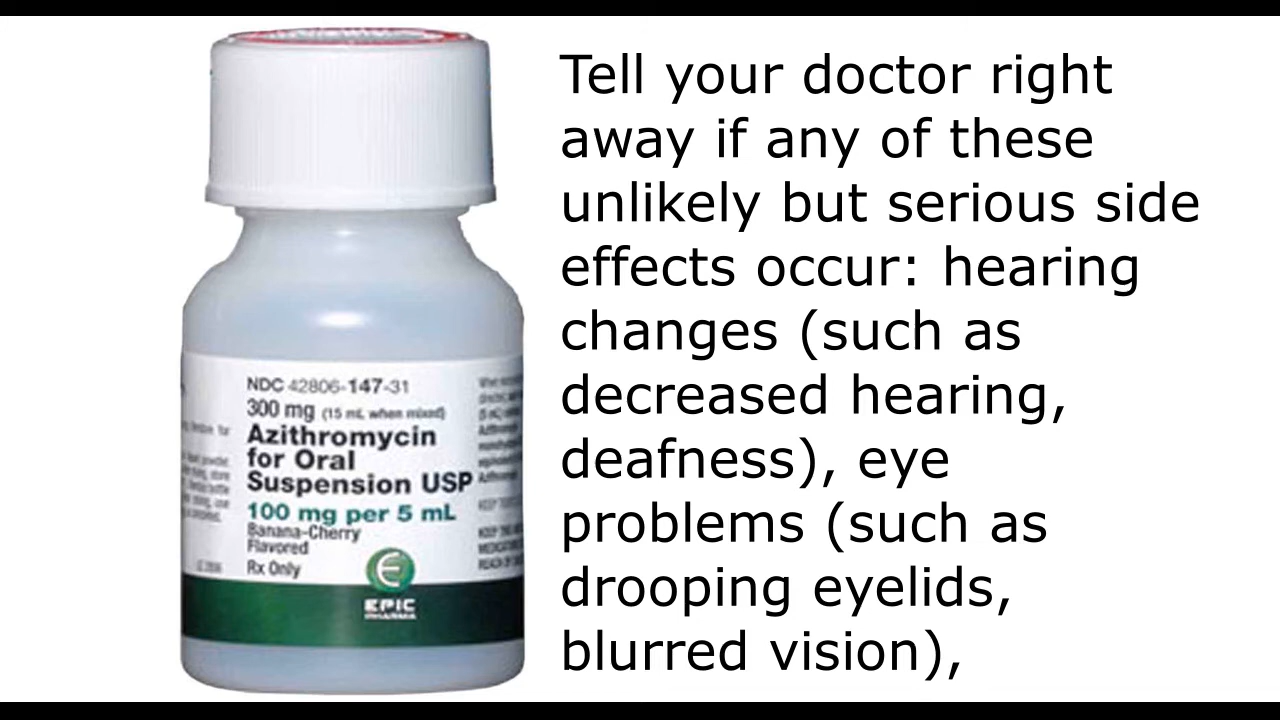 Tell your doctor right
away if any of these
unlikely but serious side
effects occur: hearing
changes (such as
decreased hearing,
deafness), eye
problems (such as
drooping eyelids,
blurred vision),
NDC 42806-147-31
300 mg (15 mL when mixed)
Azithromycin
for Oral
Suspension USP
100 mg per 5 mL
Banana-Cherry
Flavored
Rx Only
EPIC
PHARMA